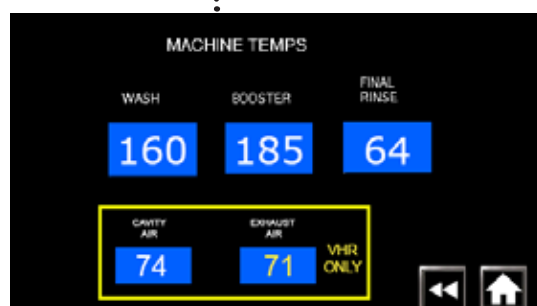 MACHINE TEMPS
WASH
BOOSTER
FINAL
RINSE
160
185
64
CAVITY
AIR
EXHAUST
AIR
74
71
VHR
ONLY